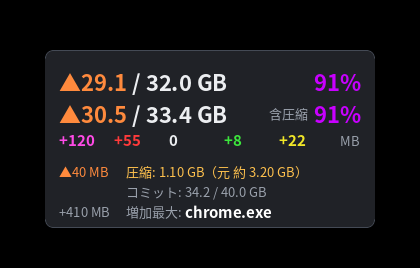 ▲29.1 / 32.0 GB 91%
▲30.5 / 33.4 GB 含圧縮 91%
+120 +55 0 +8 +22 MB
▲40 MB 圧縮: 1.10 GB（元 約 3.20 GB）
コミット: 34.2 / 40.0 GB
+410 MB 増加最大: chrome.exe